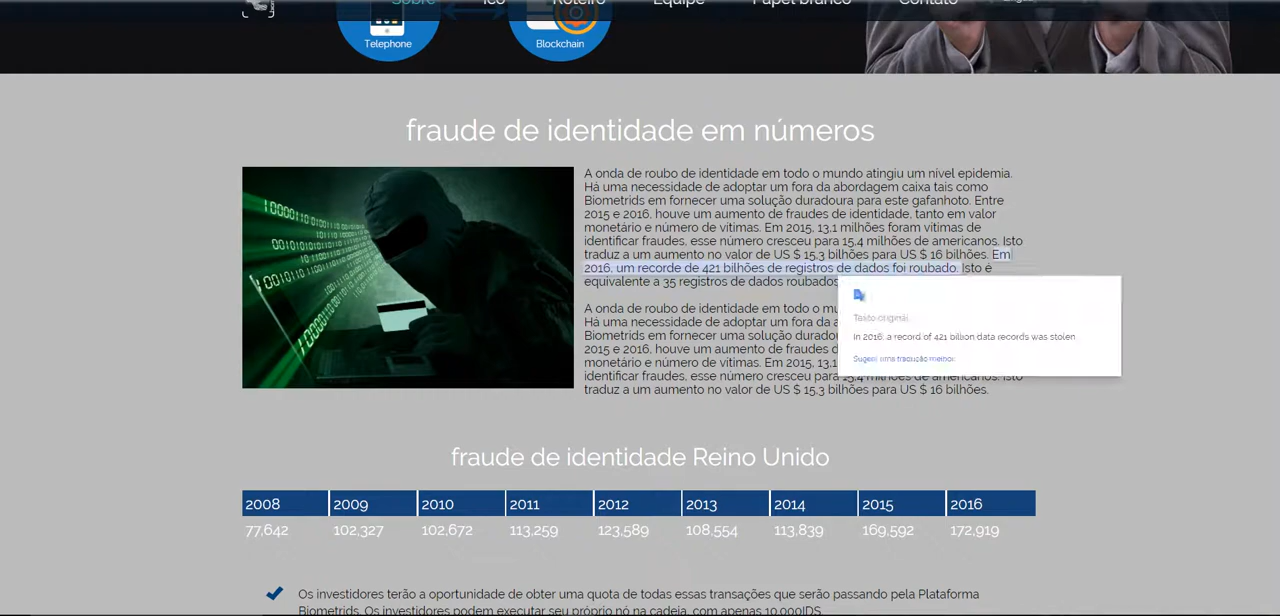 Sobre Ico Roteiro Equipe Papel branco Contato
Telephone
Blockchain
fraude de identidade em números
A onda de roubo de identidade em todo o mundo atingiu um nível epidemia.
Há uma necessidade de adoptar um fora da abordagem caixa tais como
Biometrids em fornecer uma solução duradoura para este gafanhoto. Entre
2015 e 2016, houve um aumento de fraudes de identidade, tanto em valor
monetário e número de vítimas. Em 2015, 13,1 milhões foram vítimas de
identificar fraudes, esse número cresceu para 15,4 milhões de americanos. Isto
traduz a um aumento no valor de US $ 15,3 bilhões para US $ 16 bilhões. Em
2016, um recorde de 421 bilhões de registros de dados foi roubado. Isto é
equivalente a 35 registros de dados roubados
Texto original
In 2016, a record of 421 billion data records was stolen
Sugerir uma tradução melhor
A onda de roubo de identidade em todo o mu
Há uma necessidade de adoptar um fora da a
Biometrids em fornecer uma solução duradou
2015 e 2016, houve um aumento de fraudes d
monetário e número de vítimas. Em 2015, 13,1
identificar fraudes, esse número cresceu para 15,4 milhões de americanos. Isto
traduz a um aumento no valor de US $ 15,3 bilhões para US $ 16 bilhões.
fraude de identidade Reino Unido
2008 2009 2010 2011 2012 2013 2014 2015 2016
77,642 102,327 102,672 113,259 123,589 108,554 113,839 169,592 172,919
Os investidores terão a oportunidade de obter uma quota de todas essas transações que serão passando pela Plataforma
Biometrids. Os investidores podem executar seu próprio nó na cadeia, com apenas 10.000IDS.